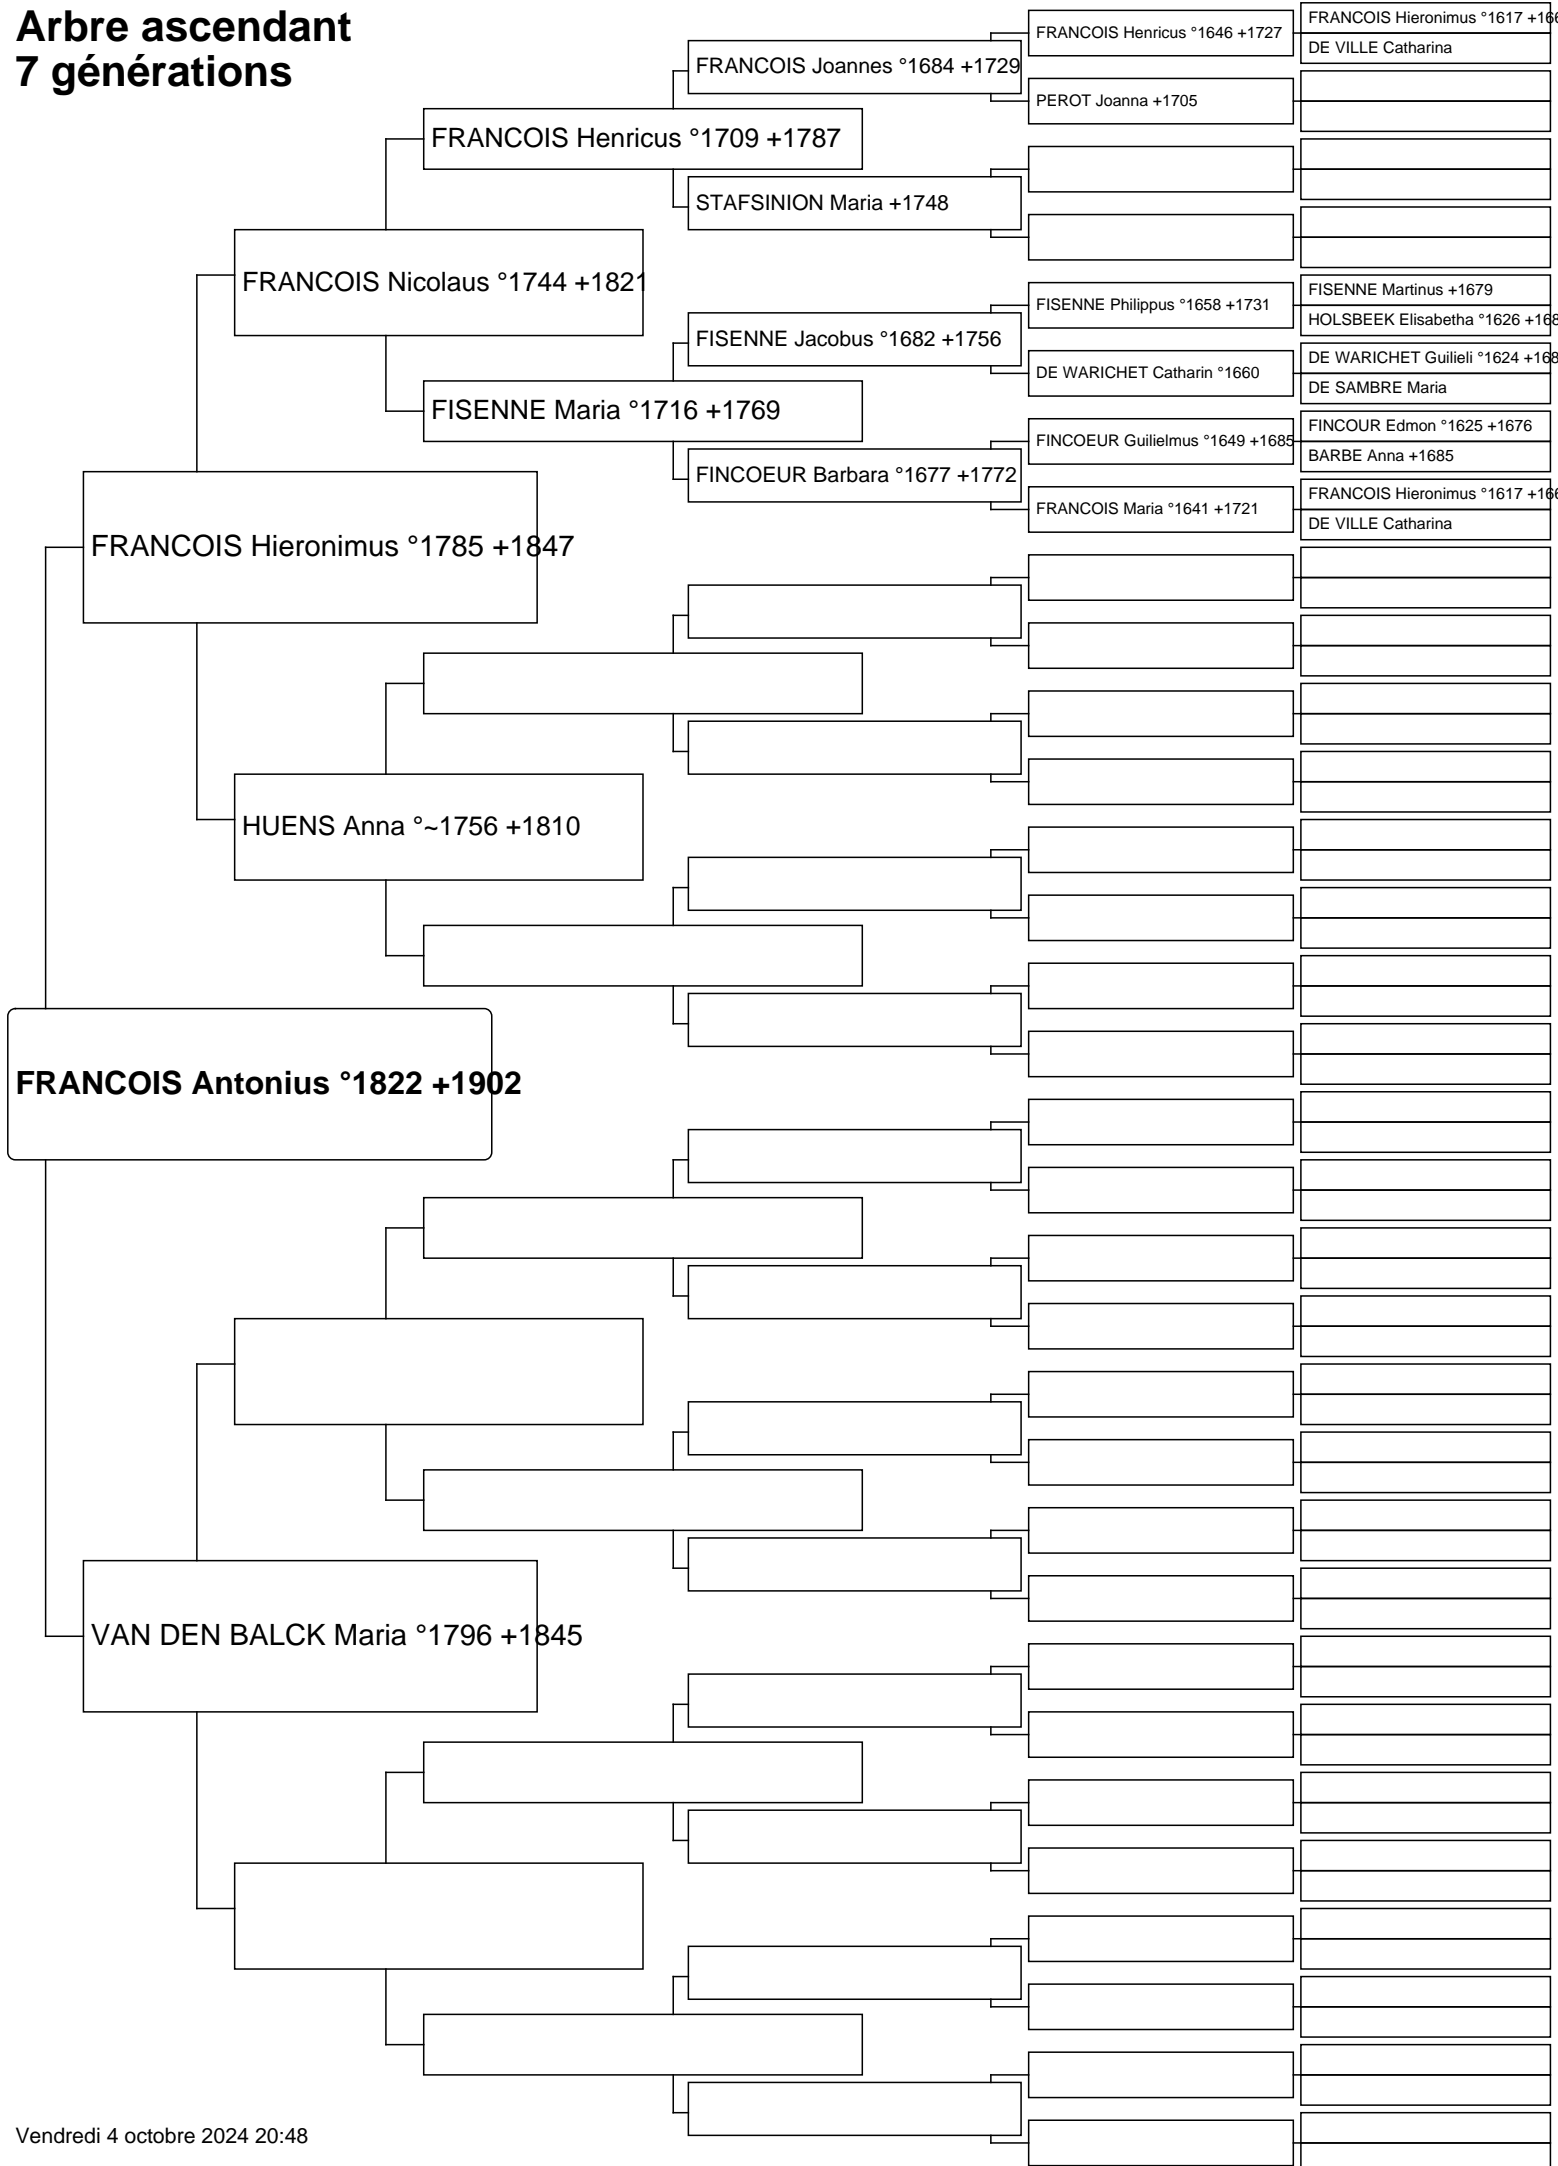 Arbre ascendant
7 générations
FRANCOIS Antonius °1822 +1902
FRANCOIS Hieronimus °1785 +1847
VAN DEN BALCK Maria °1796 +1845
FRANCOIS Nicolaus °1744 +1821
HUENS Anna °~1756 +1810
FRANCOIS Henricus °1709 +1787
FISENNE Maria °1716 +1769
FRANCOIS Joannes °1684 +1729
STAFSINION Maria +1748
FISENNE Jacobus °1682 +1756
FINCOEUR Barbara °1677 +1772
FRANCOIS Henricus °1646 +1727
PEROT Joanna +1705
FISENNE Philippus °1658 +1731
DE WARICHET Catharin °1660
FINCOEUR Guilielmus °1649 +1685
FRANCOIS Maria °1641 +1721
FRANCOIS Hieronimus °1617
DE VILLE Catharina
FISENNE Martinus +1679
HOLSBEEK Elisabetha °1626
DE WARICHET Guilieli °1624
DE SAMBRE Maria
FINCOUR Edmon °1625 +1676
BARBE Anna +1685
FRANCOIS Hieronimus °1617
DE VILLE Catharina
Vendredi 4 octobre 2024 20:48